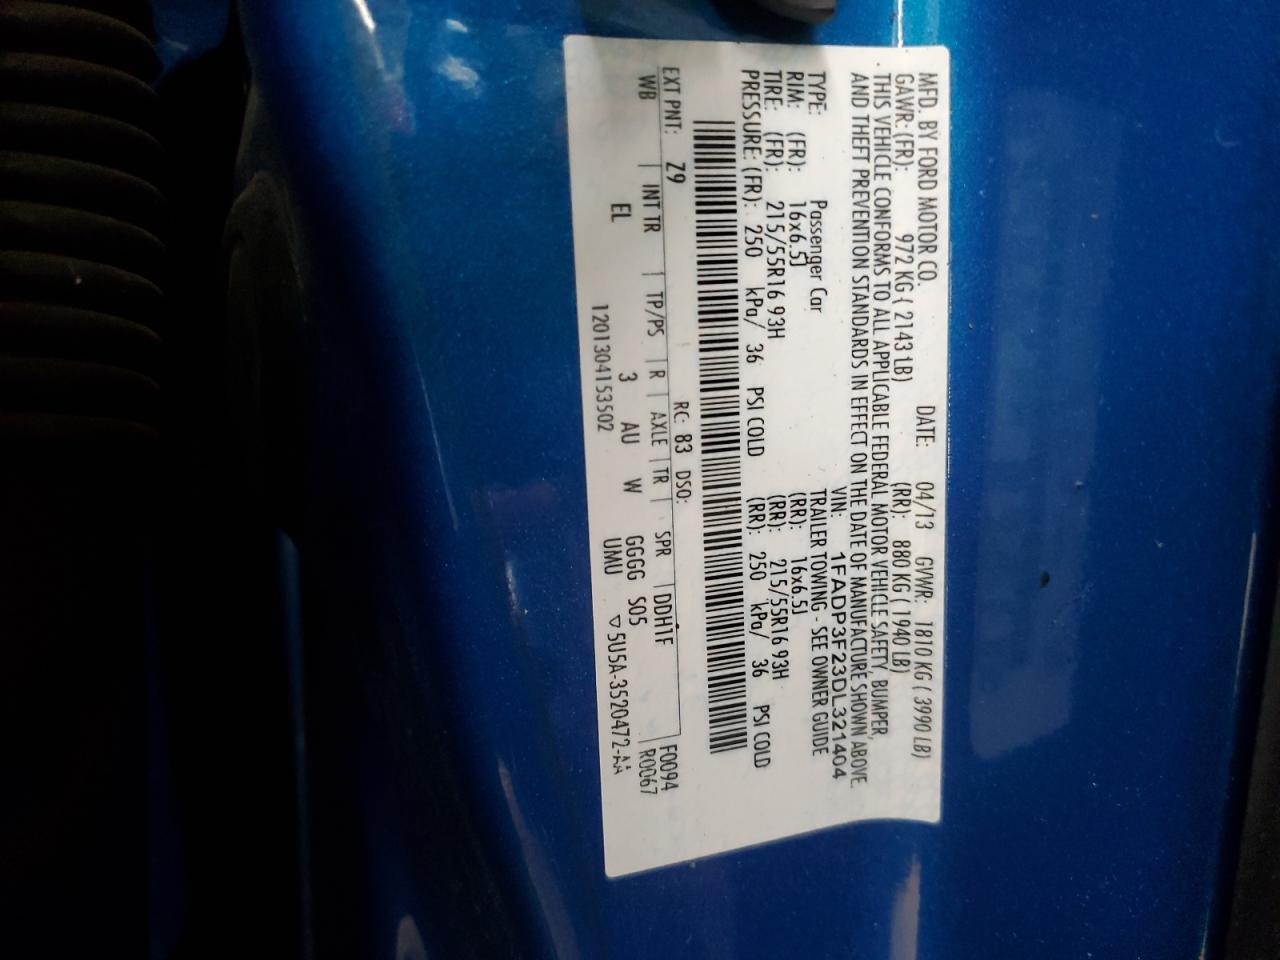 MFD. BY FORD MOTOR CO. DATE: 04/13 GVWR: 1810 KG ( 3990 LB)
GAWR: (FR): 972 KG ( 2143 LB) (RR): 880 KG ( 1940 LB)
THIS VEHICLE CONFORMS TO ALL APPLICABLE FEDERAL MOTOR VEHICLE SAFETY, BUMPER,
AND THEFT PREVENTION STANDARDS IN EFFECT ON THE DATE OF MANUFACTURE SHOWN ABOVE.
VIN: 1FADP3F23DL321404
TYPE: Passenger Car TRAILER TOWING - SEE OWNER GUIDE
RIM: (FR): 16x6.5J (RR): 16x6.5J
TIRE: (FR): 215/55R16 93H (RR): 215/55R16 93H
PRESSURE: (FR): 250 kPa/ 36 PSI COLD (RR): 250 kPa/ 36 PSI COLD
EXT PNT: Z9 RC: 83 DSO: F0094
WB | INT TR | TP/PS | R | AXLE | TR | SPR | DDH1F | R0067
EL 3 AU W GGGG S05
UMU ▽5U5A-3520472-AA
1201304153502